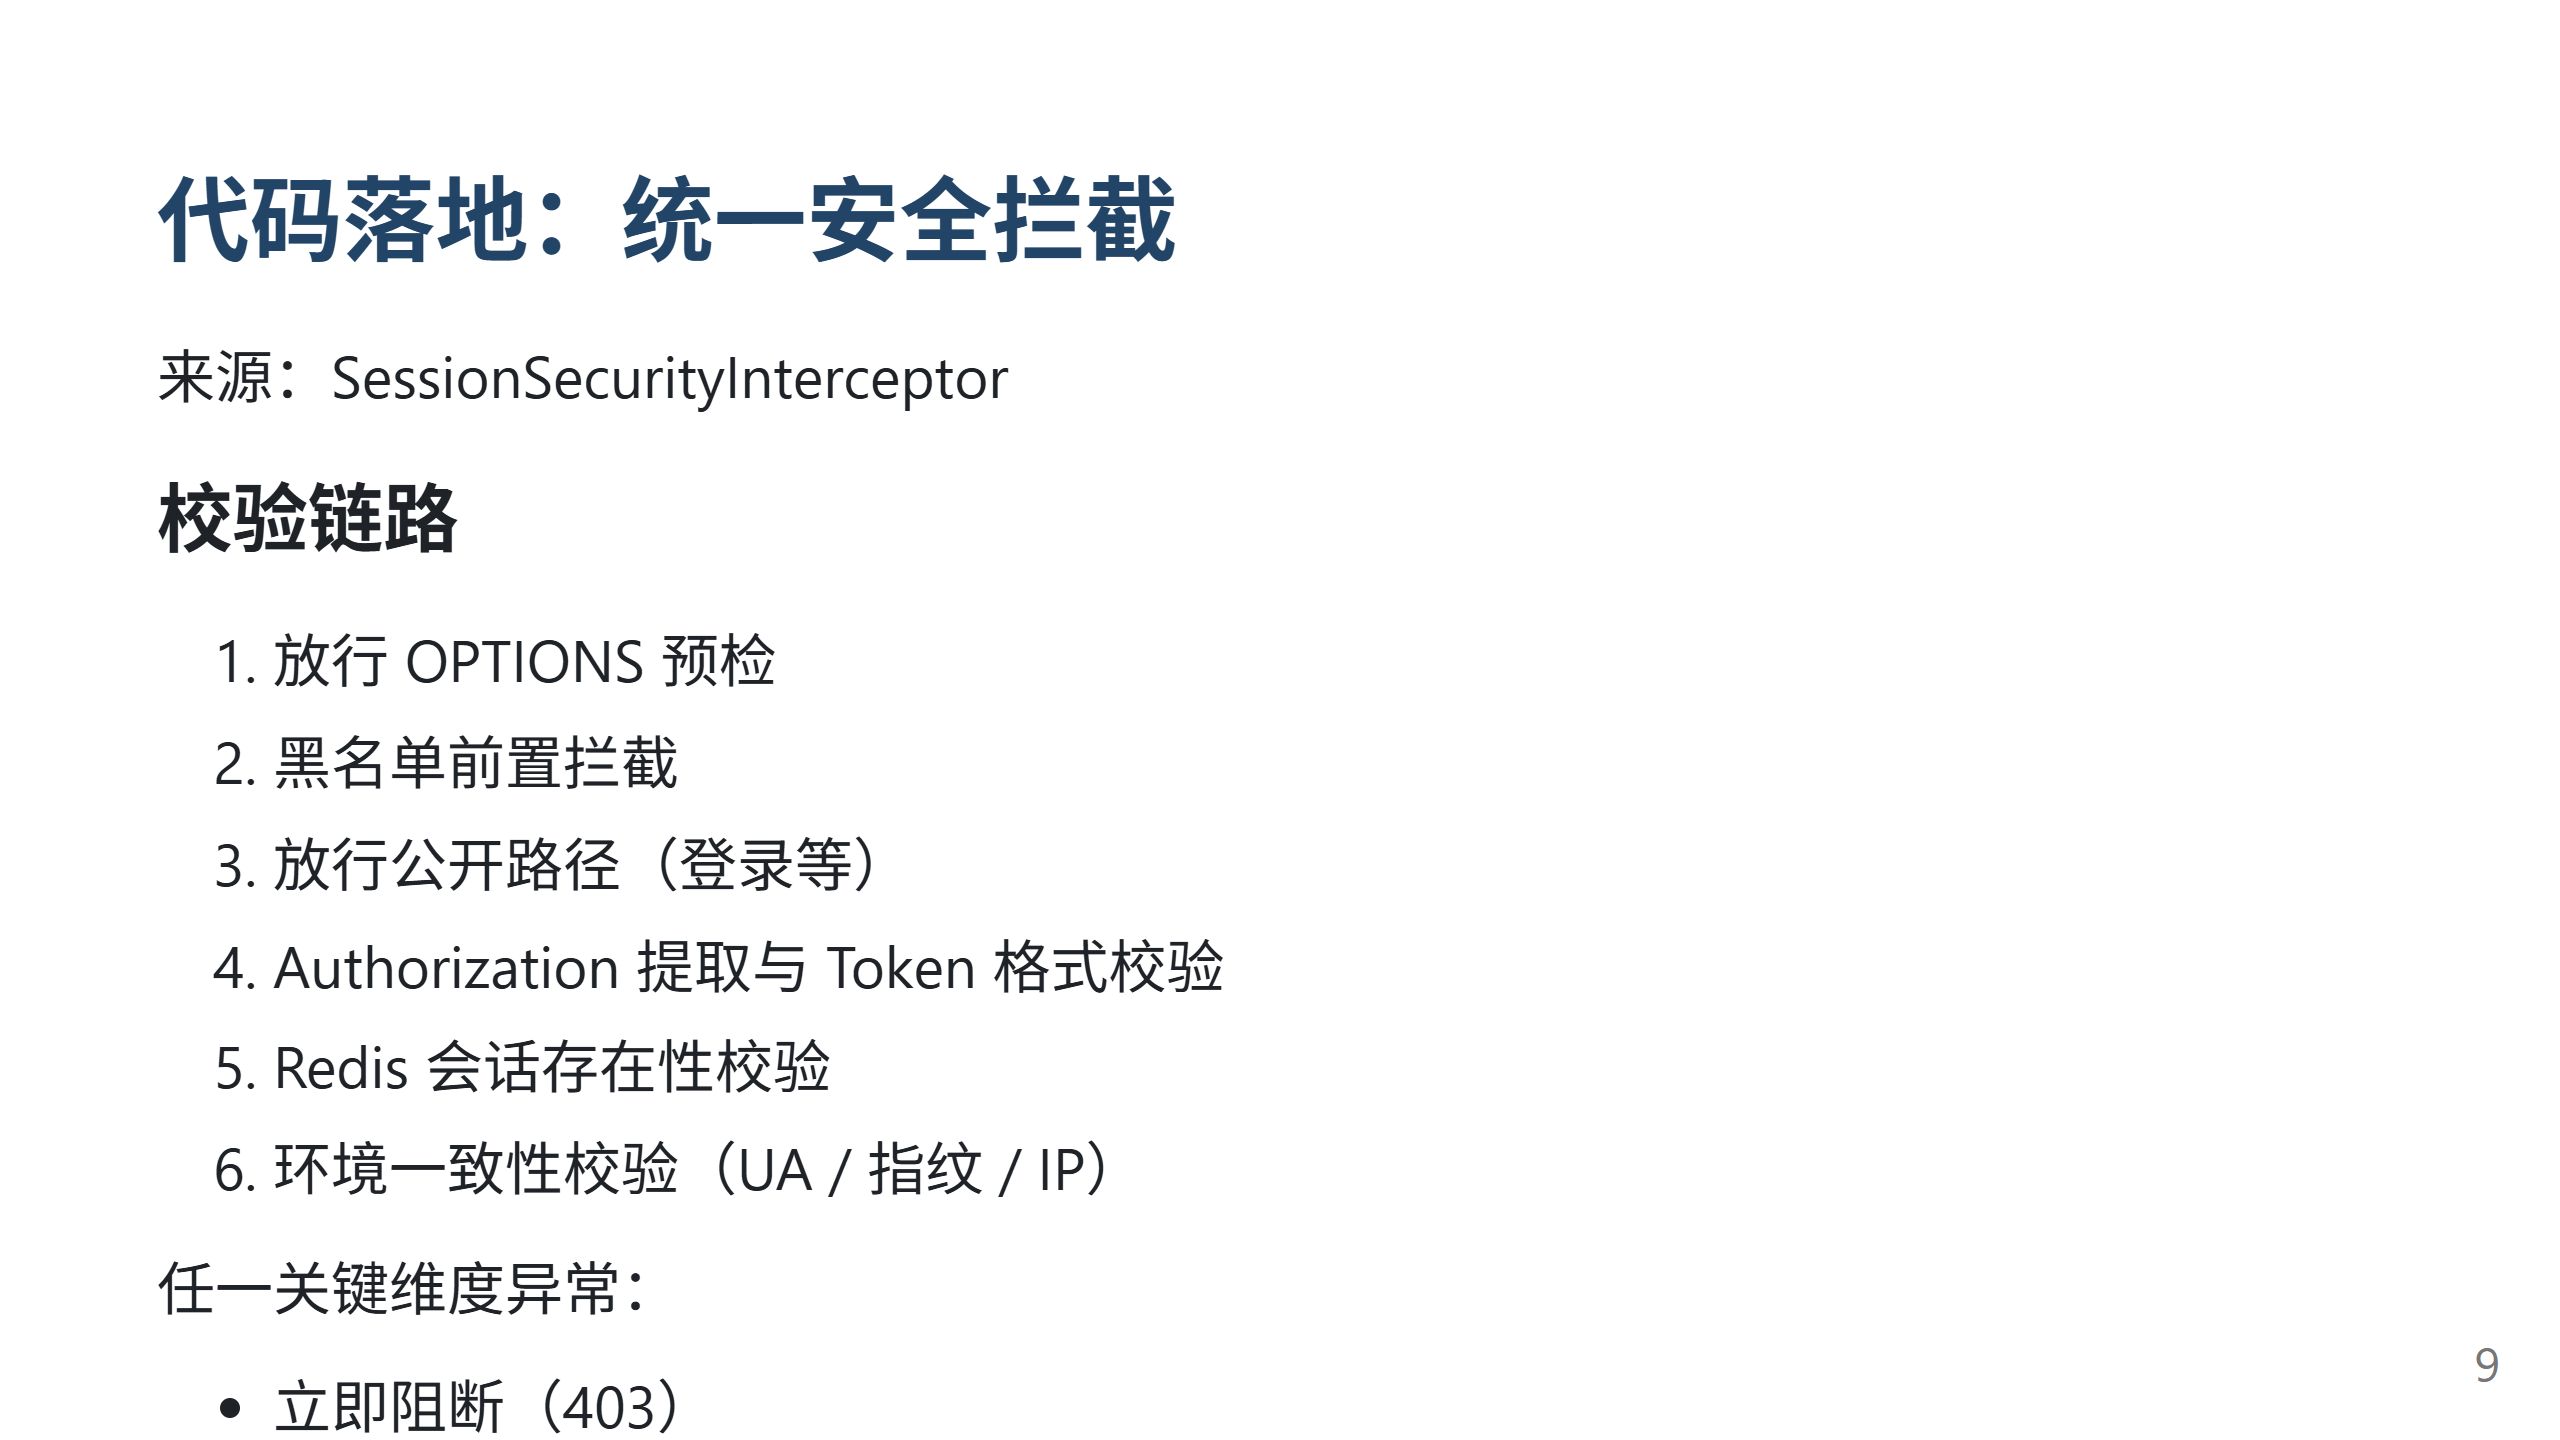 代码落地：统一安全拦截
来源：SessionSecurityInterceptor
校验链路
1. 放行 OPTIONS 预检
2. 黑名单前置拦截
3. 放行公开路径（登录等）
4. Authorization 提取与 Token 格式校验
5. Redis 会话存在性校验
6. 环境一致性校验（UA / 指纹 / IP）
任一关键维度异常：
• 立即阻断（403）
9